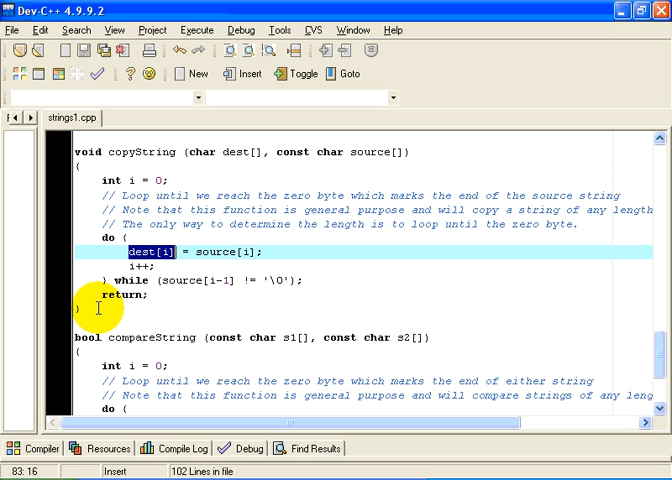 Dev-C++ 4.9.9.2
File Edit Search View Project Execute Debug Tools CVS Window Help
New Insert Toggle Goto
strings1.cpp
void copyString (char dest[], const char source[])
{
int i = 0;
// Loop until we reach the zero byte which marks the end of the source string
// Note that this function is general purpose and will copy a string of any length
// The only way to determine the length is to loop until the zero byte.
do {
dest[i] = source[i];
i++;
} while (source[i-1] != '\0');
return;
}
bool compareString (const char s1[], const char s2[])
{
int i = 0;
// Loop until we reach the zero byte which marks the end of either string
// Note that this function is general purpose and will compare strings of any leng
do {
Compiler Resources Compile Log Debug Find Results
83: 16 Insert 102 Lines in file